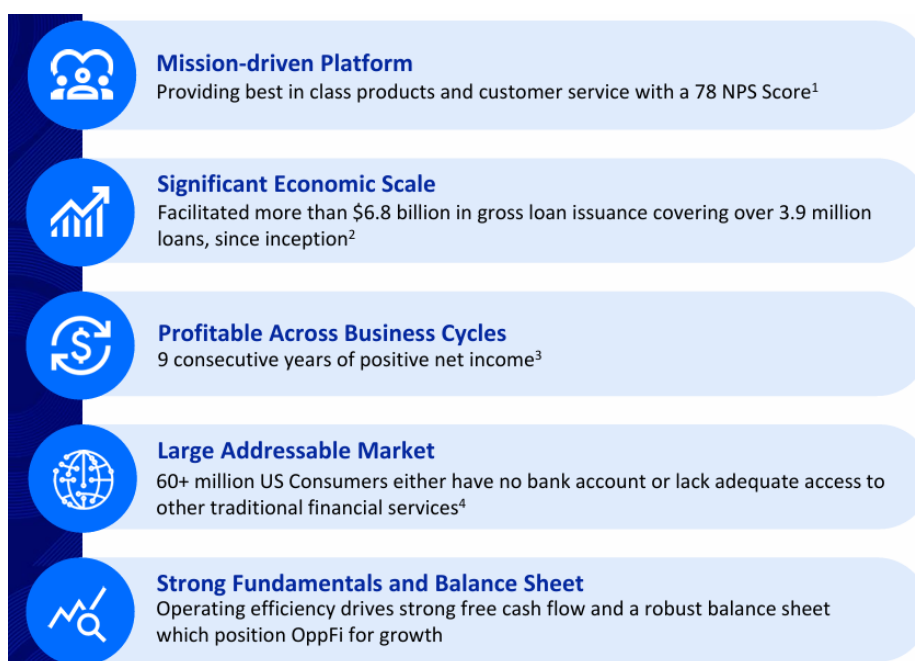 Mission-driven Platform
Providing best in class products and customer service with a 78 NPS Score¹
Significant Economic Scale
Facilitated more than $6.8 billion in gross loan issuance covering over 3.9 million
loans, since inception²
Profitable Across Business Cycles
9 consecutive years of positive net income³
Large Addressable Market
60+ million US Consumers either have no bank account or lack adequate access to
other traditional financial services⁴
Strong Fundamentals and Balance Sheet
Operating efficiency drives strong free cash flow and a robust balance sheet
which position OppFi for growth